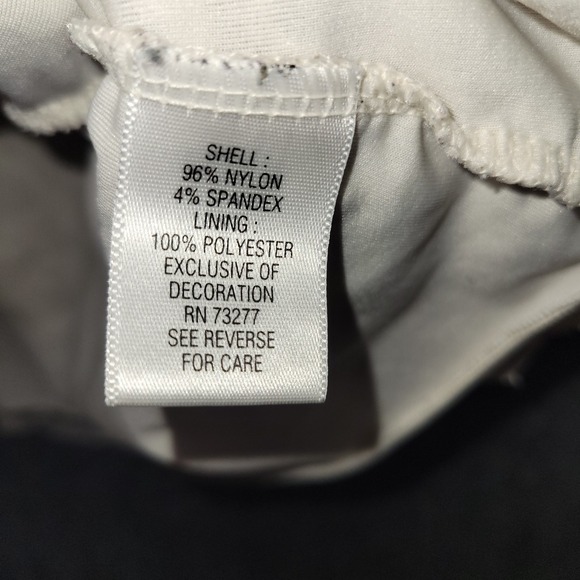 SHELL :
96% NYLON
4% SPANDEX
LINING :
100% POLYESTER
EXCLUSIVE OF
DECORATION
RN 73277
SEE REVERSE
FOR CARE